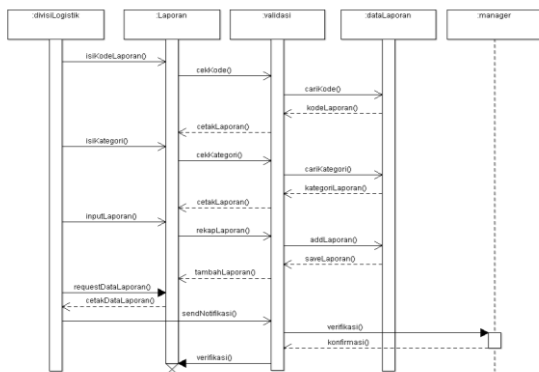 :divisiLogistik
:Laporan
:validasi
:dataLaporan
:manager
isiKodeLaporan()
cekKode()
cariKode()
kodeLaporan()
cetakLaporan()
isiKategori()
cekKategori()
cariKategori()
kategoriLaporan()
cetakLaporan()
inputLaporan()
rekapLaporan()
addLaporan()
saveLaporan()
tambahLaporan()
requestDataLaporan()
cetakDataLaporan()
sendNotifikasi()
verifikasi()
konfirmasi()
verifikasi()